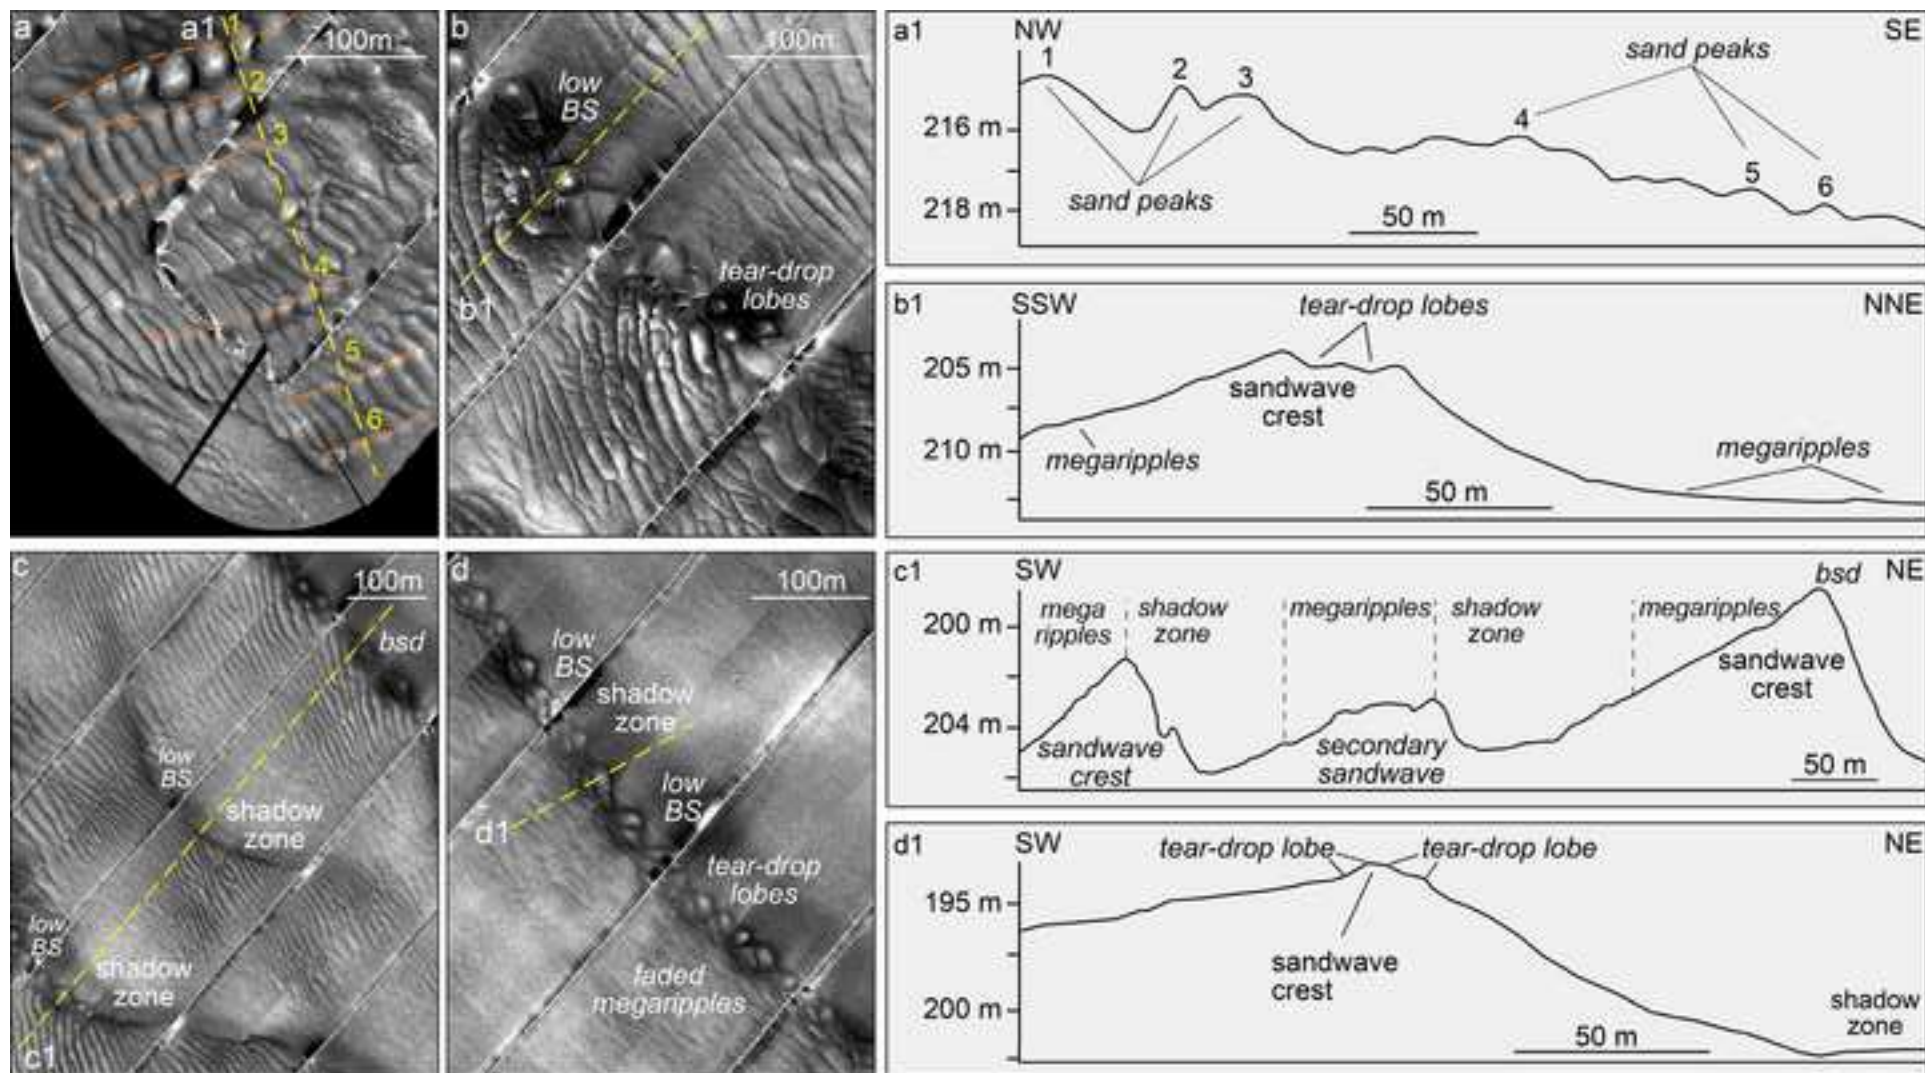 a
a1
1
100m
2
3
4
5
6
b
100m
low
BS
tear-drop
lobes
b1
a1
NW
SE
1
2
3
sand peaks
4
216 m
5
6
sand peaks
218 m
50 m
b1
SSW
tear-drop lobes
NNE
205 m
sandwave
crest
megaripples
megaripples
210 m
50 m
c
100m
bsd
low
BS
shadow
zone
low
BS
shadow
zone
c1
d
100m
low
BS
shadow
zone
low
BS
d1
tear-drop
lobes
faded
megaripples
c1
SW
bsd
NE
mega
ripples
shadow
zone
megaripples
shadow
zone
megaripples
200 m
sandwave
crest
204 m
sandwave
crest
secondary
sandwave
50 m
d1
SW
tear-drop lobe
tear-drop lobe
NE
195 m
sandwave
crest
200 m
50 m
shadow
zone